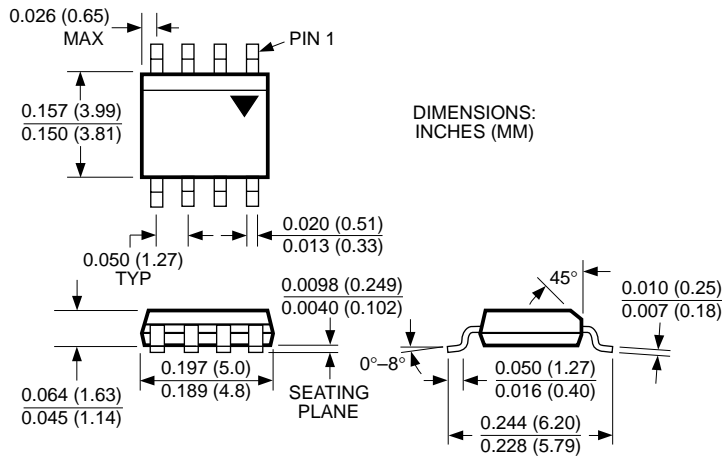 0.026 (0.65)
MAX
PIN 1
0.157 (3.99)
0.150 (3.81)
DIMENSIONS:
INCHES (MM)
0.020 (0.51)
0.013 (0.33)
0.050 (1.27)
TYP
0.0098 (0.249)
0.0040 (0.102)
45°
0.010 (0.25)
0.007 (0.18)
0°–8°
0.064 (1.63)
0.045 (1.14)
0.197 (5.0)
0.189 (4.8)
SEATING
PLANE
0.050 (1.27)
0.016 (0.40)
0.244 (6.20)
0.228 (5.79)